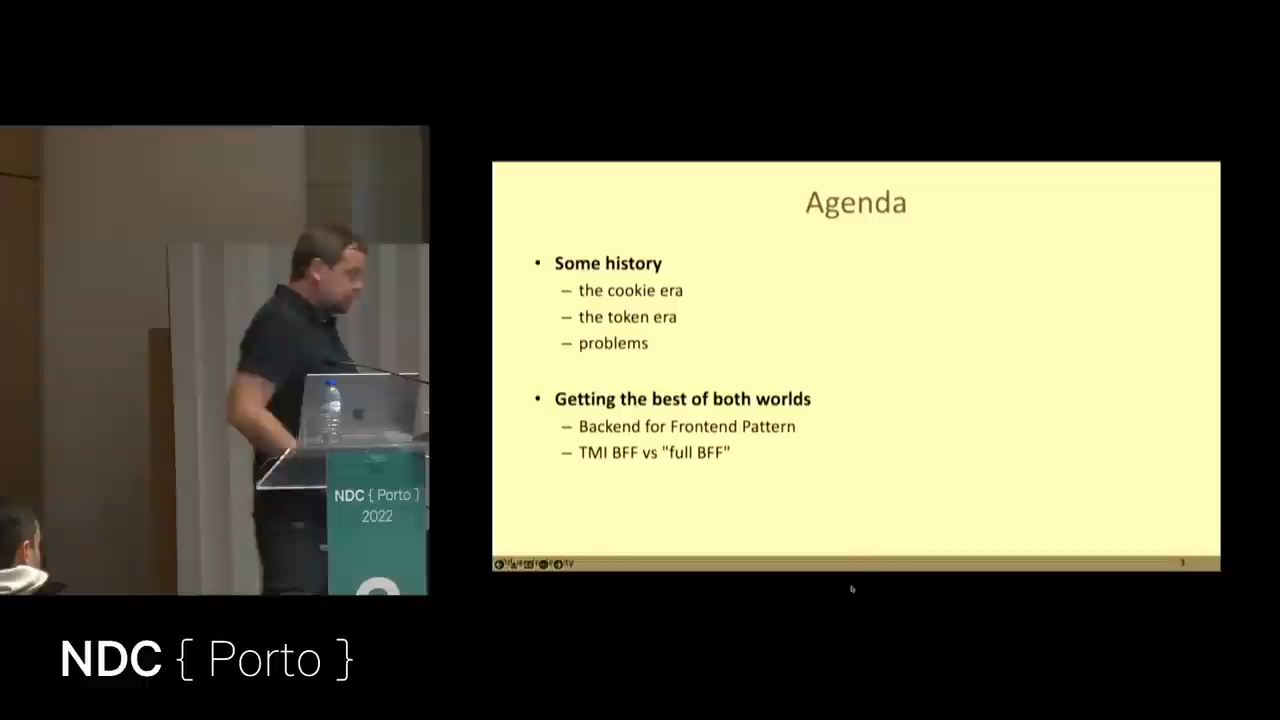 Agenda
• Some history
– the cookie era
– the token era
– problems
• Getting the best of both worlds
– Backend for Frontend Pattern
– TMI BFF vs "full BFF"
3
NDC { Porto }
2022
NDC { Porto }